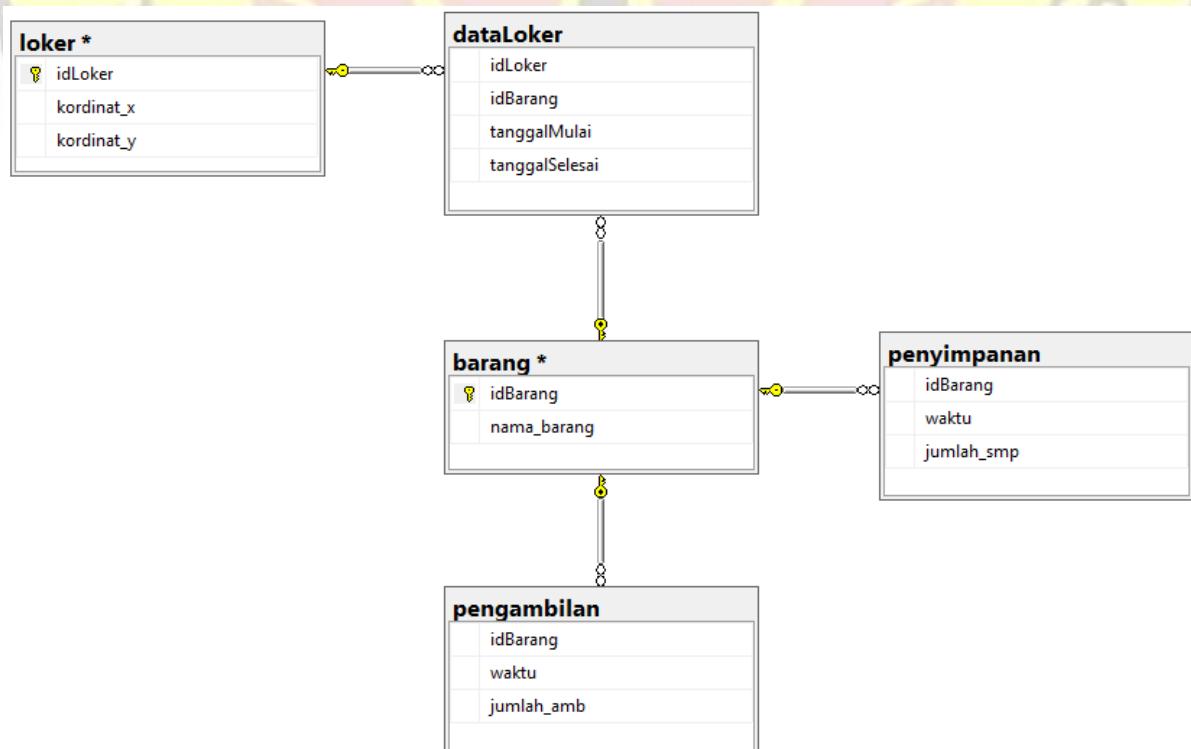 loker *
idLoker
kordinat_x
kordinat_y
dataLoker
idLoker
idBarang
tanggalMulai
tanggalSelesai
barang *
idBarang
nama_barang
penyimpanan
idBarang
waktu
jumlah_smp
pengambilan
idBarang
waktu
jumlah_amb